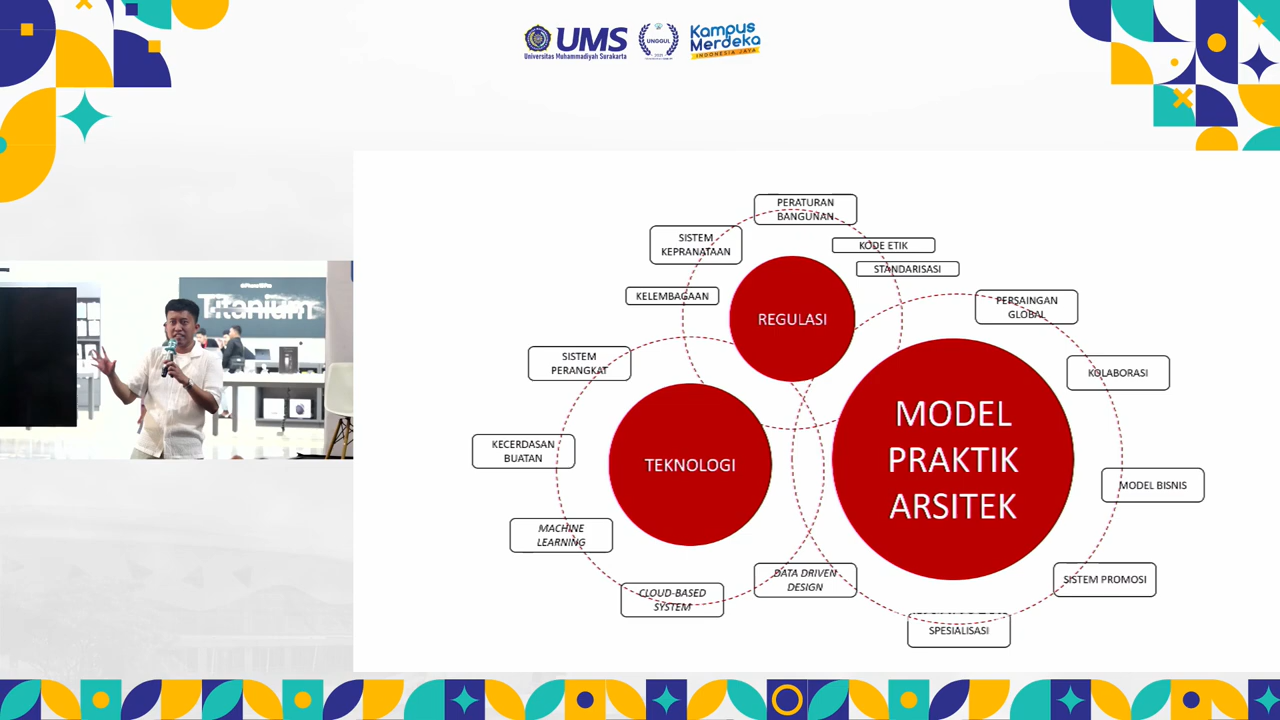 UMS
Universitas Muhammadiyah Surakarta
UNGGUL
Kampus
Merdeka
INDONESIA JAYA
Titanium
PERATURAN
BANGUNAN
SISTEM
KEPRANATAAN
KODE ETIK
STANDARISASI
KELEMBAGAAN
REGULASI
PERSAINGAN
GLOBAL
SISTEM
PERANGKAT
KOLABORASI
MODEL
PRAKTIK
ARSITEK
KECERDASAN
BUATAN
TEKNOLOGI
MODEL BISNIS
MACHINE
LEARNING
DATA DRIVEN
DESIGN
SISTEM PROMOSI
CLOUD-BASED
SYSTEM
SPESIALISASI